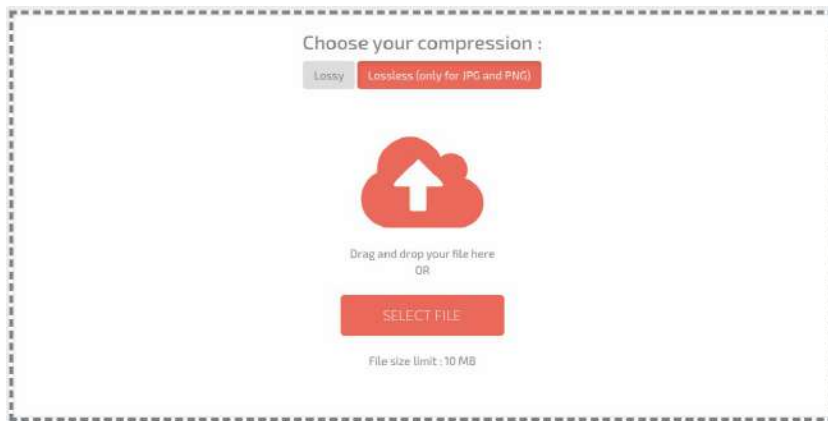 Choose your compression :
Lossy Lossless (only for JPG and PNG)
Drag and drop your file here
OR
SELECT FILE
File size limit : 10 MB